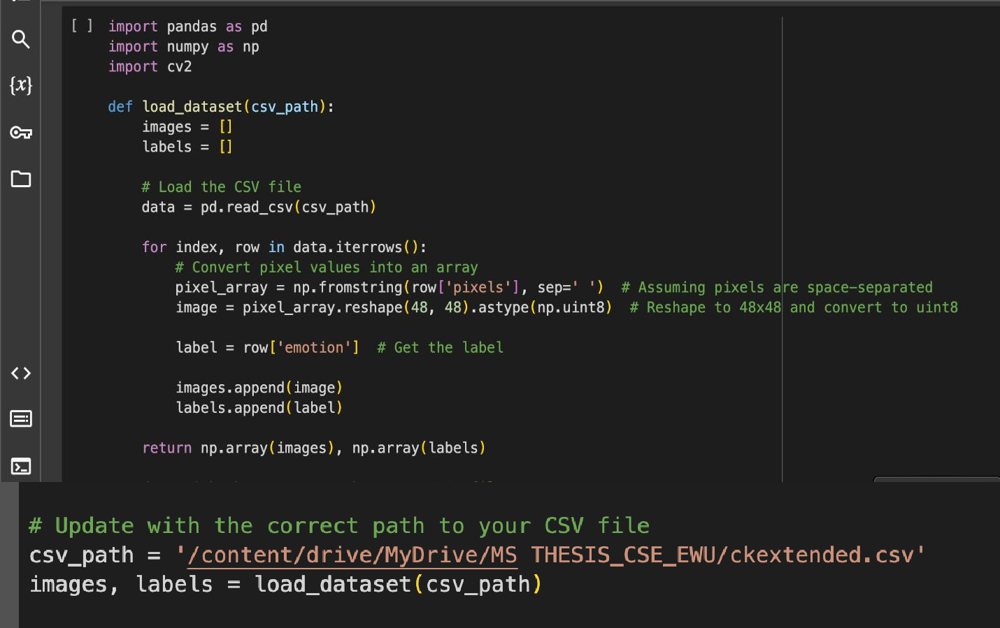 [ ] import pandas as pd
import numpy as np
import cv2
{x}
def load_dataset(csv_path):
images = []
labels = []
# Load the CSV file
data = pd.read_csv(csv_path)
for index, row in data.iterrows():
# Convert pixel values into an array
pixel_array = np.fromstring(row['pixels'], sep=' ')  # Assuming pixels are space-separated
image = pixel_array.reshape(48, 48).astype(np.uint8)  # Reshape to 48x48 and convert to uint8
label = row['emotion']  # Get the label
images.append(image)
labels.append(label)
return np.array(images), np.array(labels)
# Update with the correct path to your CSV file
csv_path = '/content/drive/MyDrive/MS THESIS_CSE_EWU/ckextended.csv'
images, labels = load_dataset(csv_path)